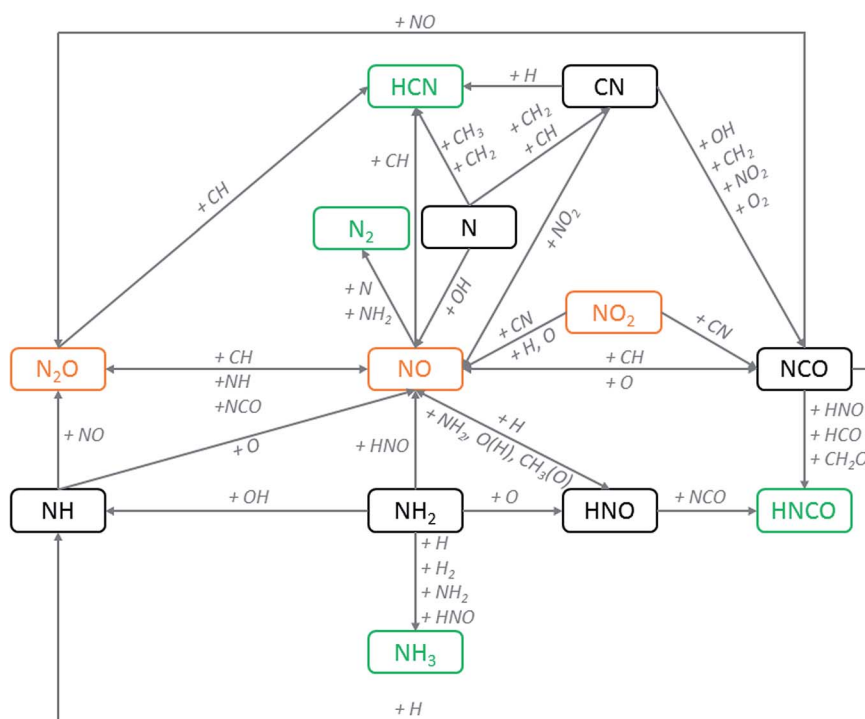 + NO
HCN
+ H
CN
+ CH₃
+ CH₂
+ CH₂
+ CH
+ OH
+ CH₂
+ NO₂
+ O₂
+ CH
+ CH
N₂
N
+ NO₂
+ N
+ NH₂
+ OH
NO₂
+ CN
+ H, O
+ CN
N₂O
+ CH
+NH
+NCO
NO
+ CH
+ O
NCO
+ NO
+ O
+ HNO
+ H
+ NH₂, O(H), CH₃(O)
+ HNO
+ HCO
+ CH₂O
NH
+ OH
NH₂
+ O
HNO
+ NCO
HNCO
+ H
+ H₂
+ NH₂
+ HNO
NH₃
+ H